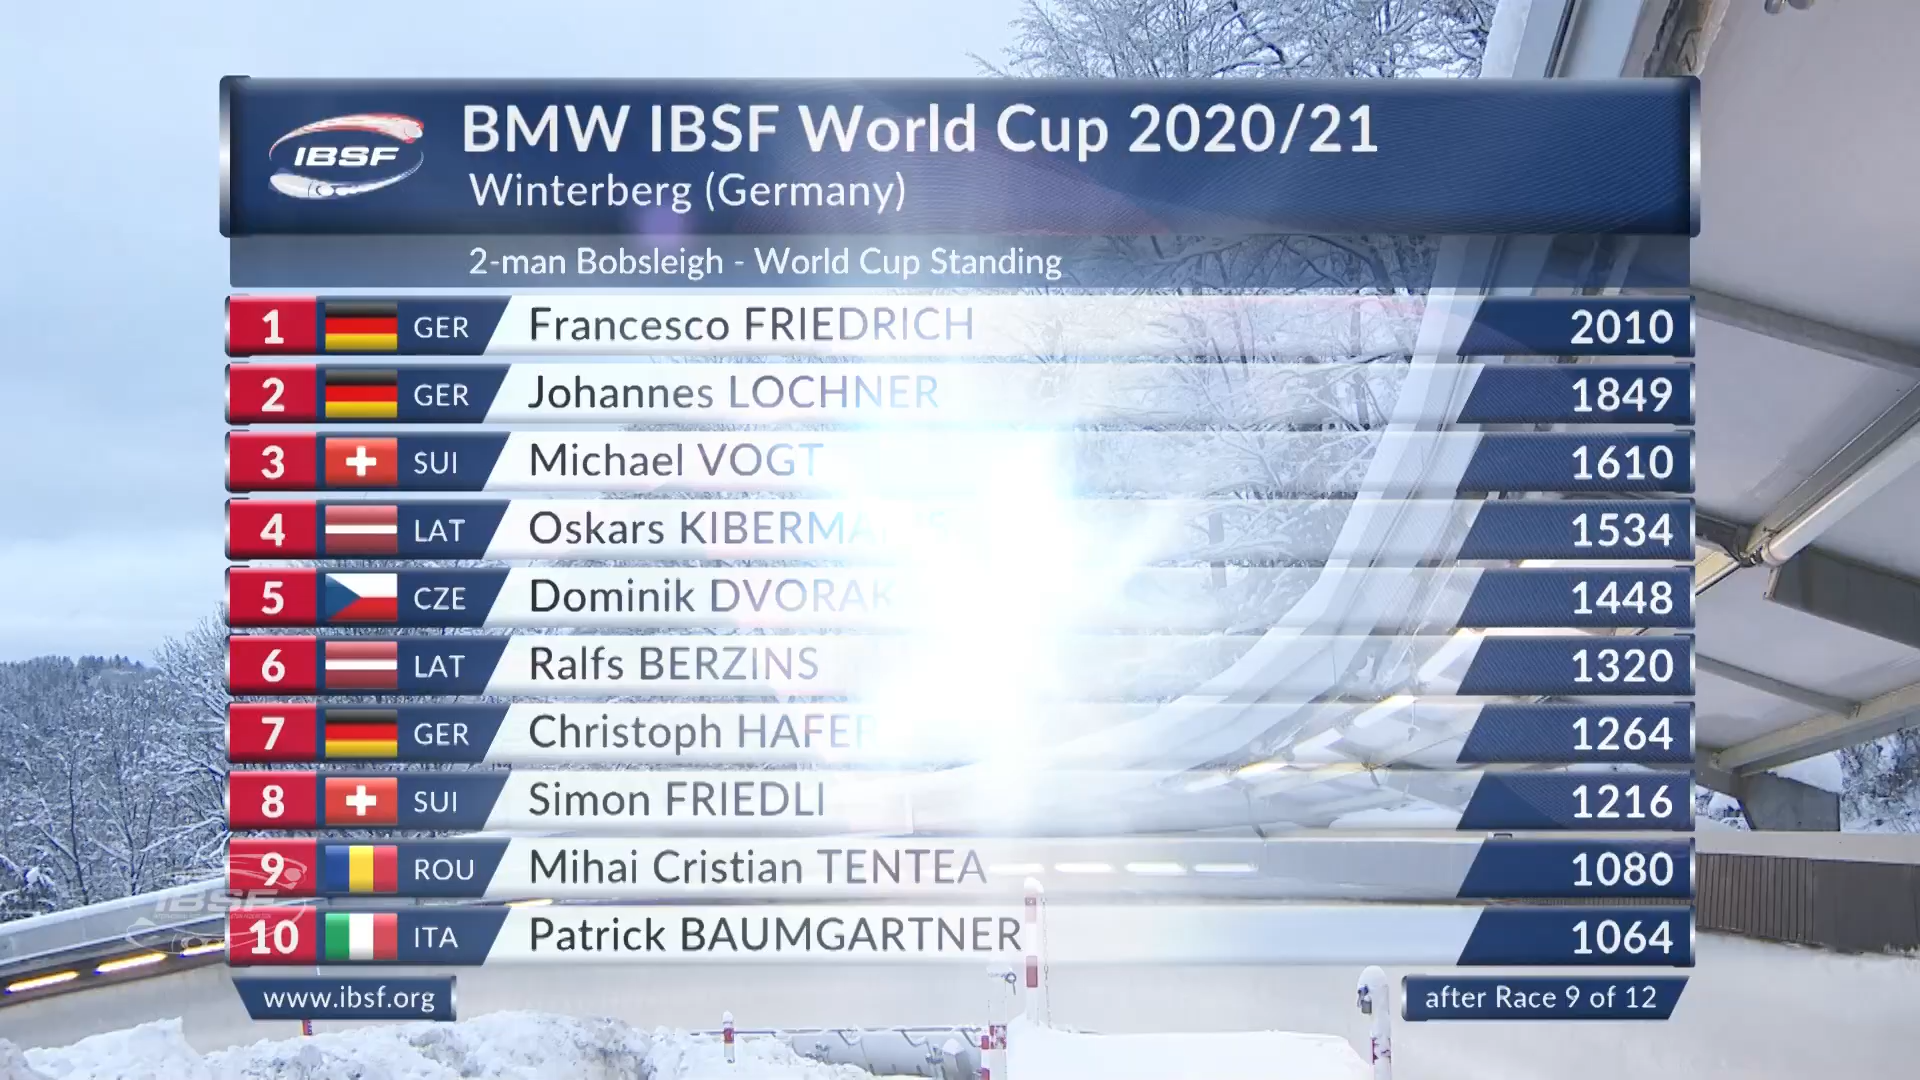 IBSF
BMW IBSF World Cup 2020/21
Winterberg (Germany)
2-man Bobsleigh - World Cup Standing
1 GER Francesco FRIEDRICH 2010
2 GER Johannes LOCHNER 1849
3 SUI Michael VOGT 1610
4 LAT Oskars 1534
5 CZE Dominik DVORAK 1448
6 LAT Ralfs BERZINS 1320
7 GER Christoph HAFER 1264
8 SUI Simon FRIEDLI 1216
9 ROU Mihai Cristian TENTEA 1080
IBSF
10 ITA Patrick BAUMGARTNER 1064
www.ibsf.org after Race 9 of 12